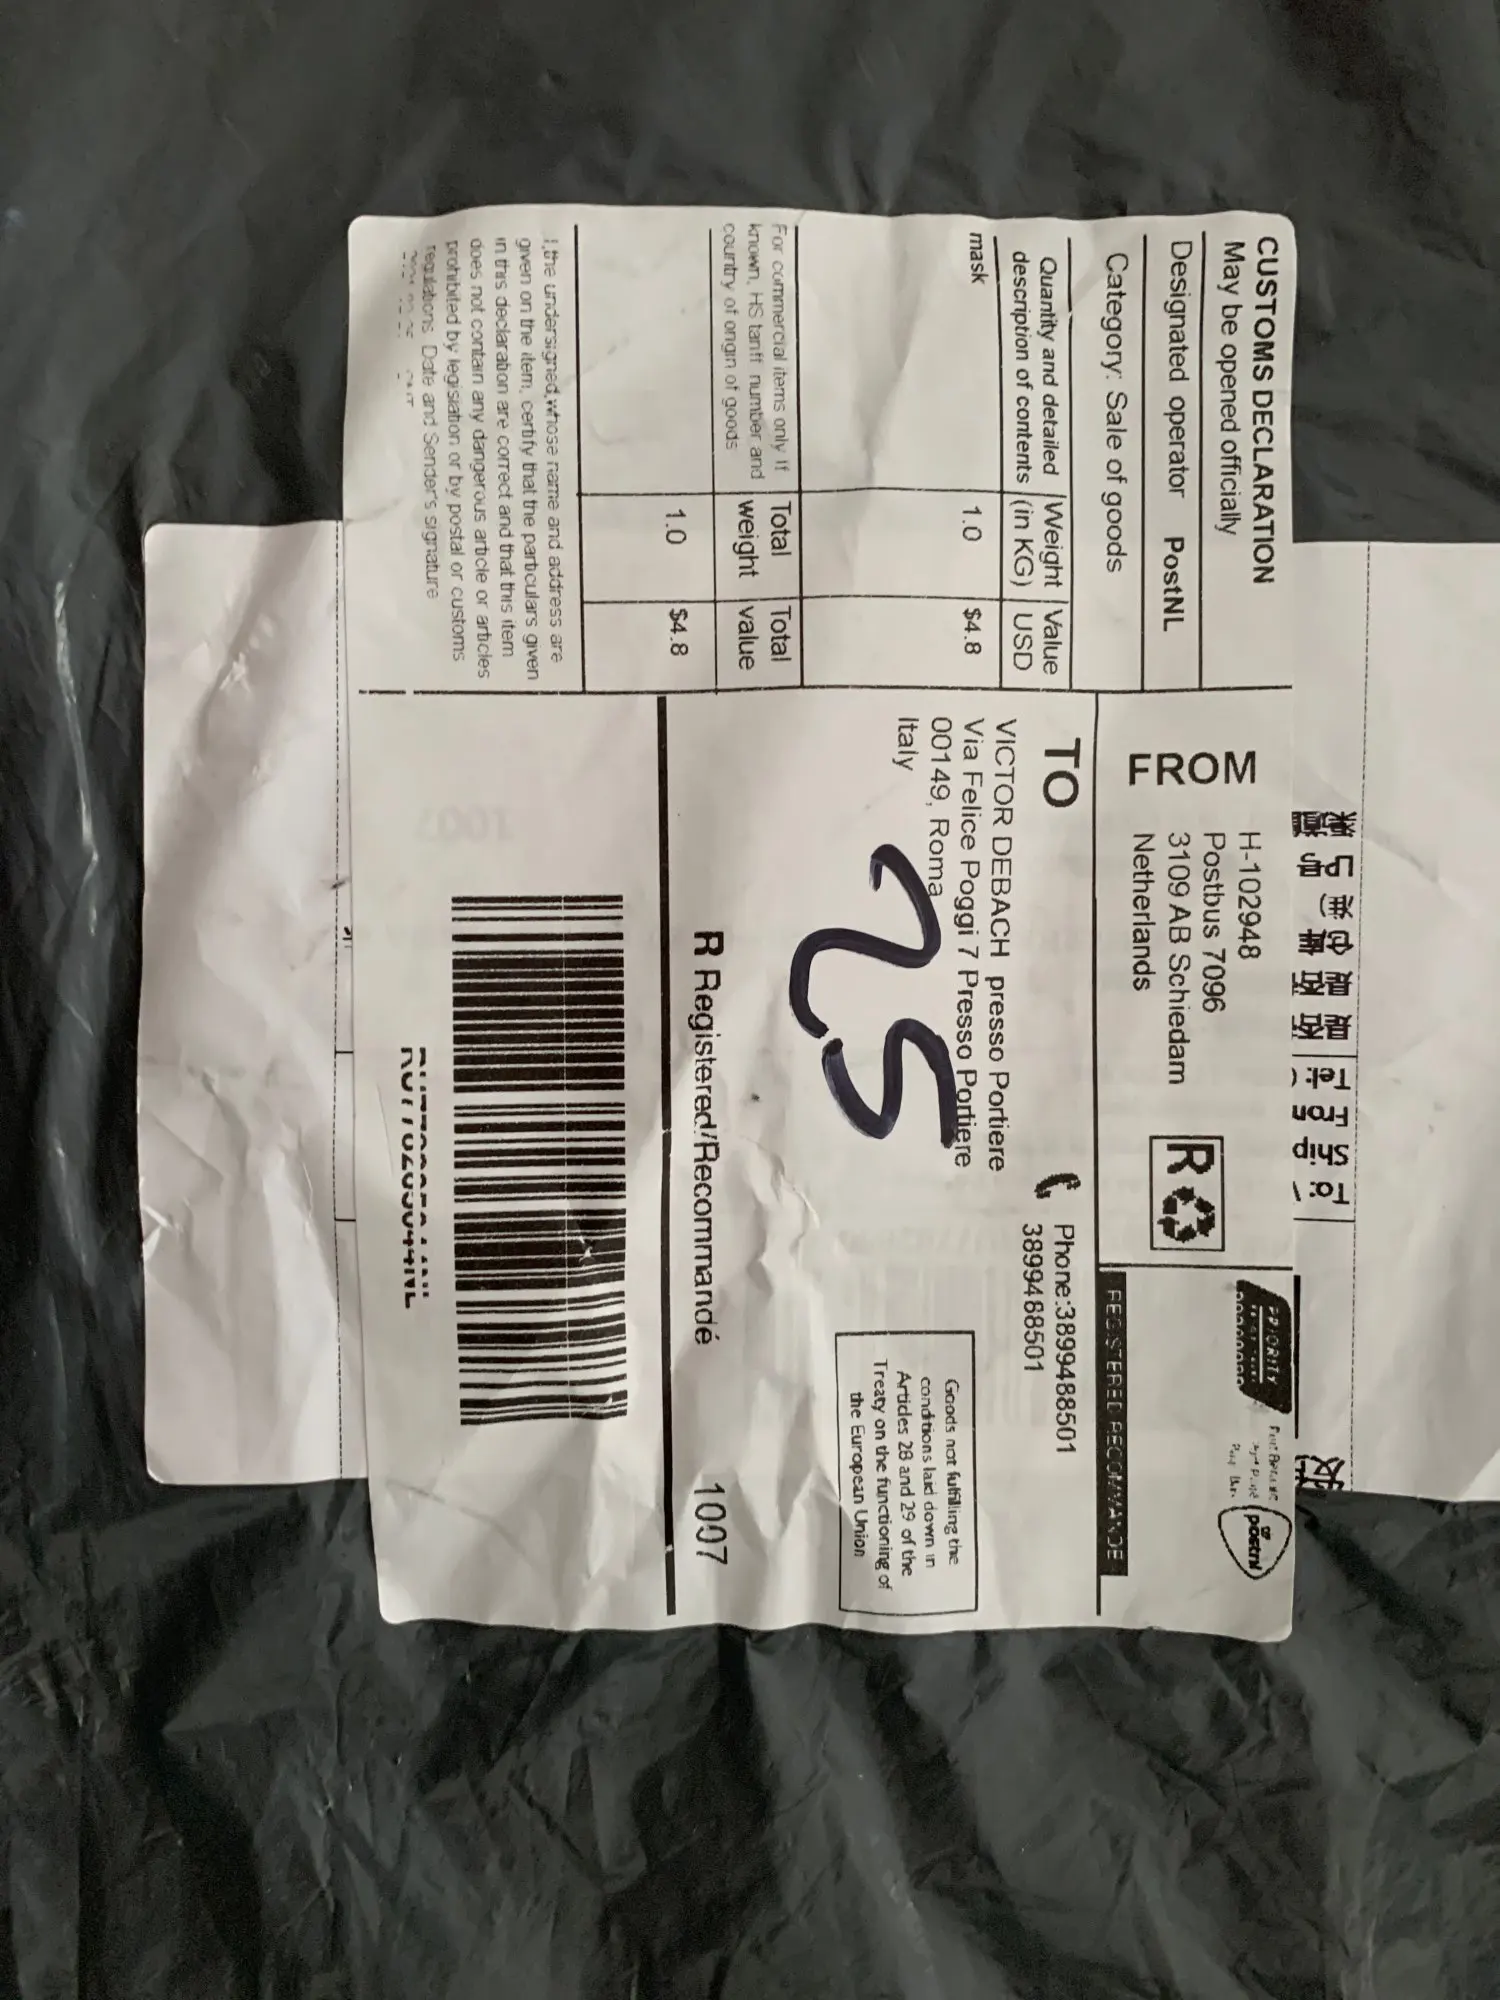 CUSTOMS DECLARATION
May be opened officially
Designated operator PostNL
Category: Sale of goods
Quantity and detailed description of contents
Weight (in KG)
Value USD
mask 1.0 $4.8
For commercial items only If
known, HS tariff number and
country of origin of goods
Total weight
Total value
1.0 $4.8
I,the undersigned,whose name and address are
given on the item, certify that the particulars given
in this declaration are correct and that this item
does not contain any dangerous article or articles
prohibited by legislation or by postal or customs
regulations. Date and Sender's signature
FROM
H-102948
Postbus 7096
3109 AB Schiedam
Netherlands
R
PRIORITY
postnl
REGISTERED RECOMMANDE
TO
Phone:3899488501
3899488501
VICTOR DEBACH presso Portiere
Via Felice Poggi 7 Presso Portiere
00149, Roma
Italy
25
Goods not fulfilling the
conditions laid down in
Articles 28 and 29 of the
Treaty on the functioning of
the European Union
R Registered/Recommandé 1007